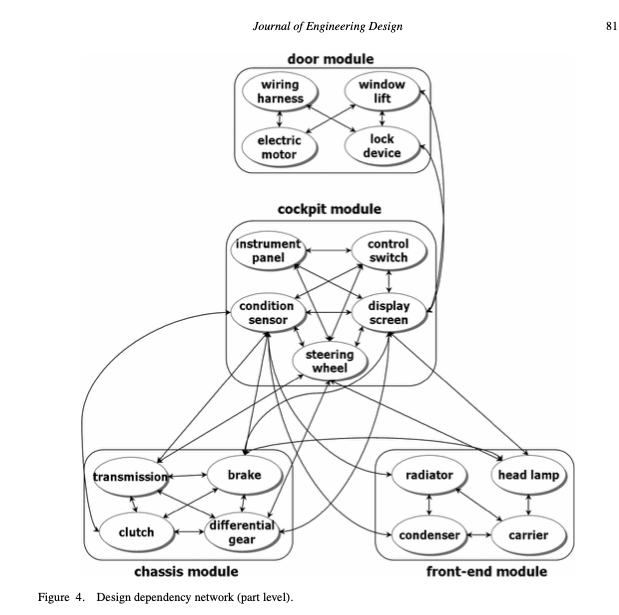 Journal of Engineering Design 81
door module
wiring
harness
window
lift
electric
motor
lock
device
cockpit module
instrument
panel
control
switch
condition
sensor
display
screen
steering
wheel
transmission
brake
radiator
head lamp
clutch
differential
gear
condenser
carrier
chassis module
front-end module
Figure 4. Design dependency network (part level).